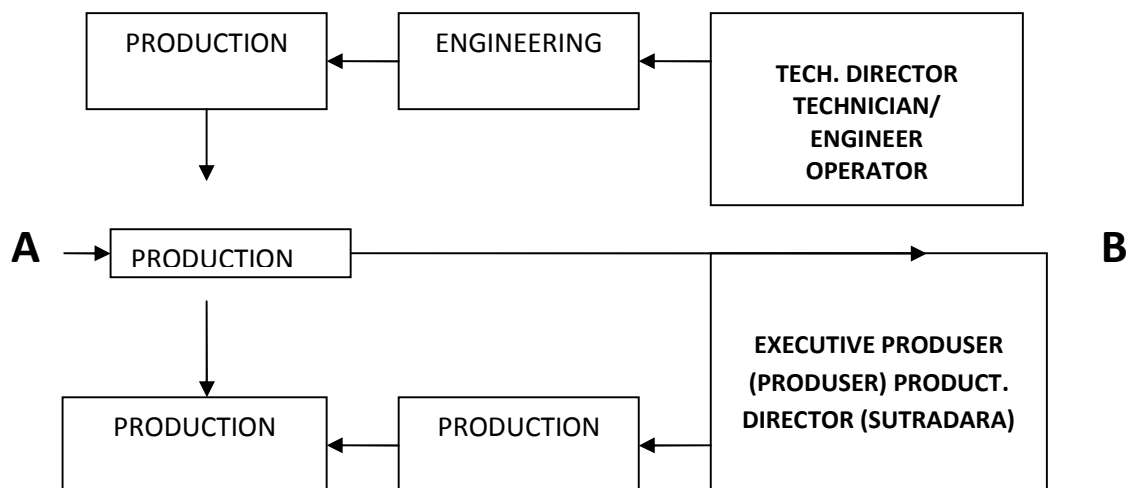 PRODUCTION
ENGINEERING
TECH. DIRECTOR
TECHNICIAN/
ENGINEER
OPERATOR
A
PRODUCTION
B
EXECUTIVE PRODUSER
(PRODUSER) PRODUCT.
DIRECTOR (SUTRADARA)
PRODUCTION
PRODUCTION